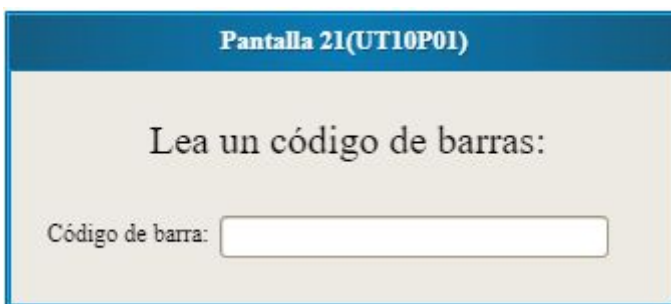 Pantalla 21(UT10P01)
Lea un código de barras:
Código de barra: